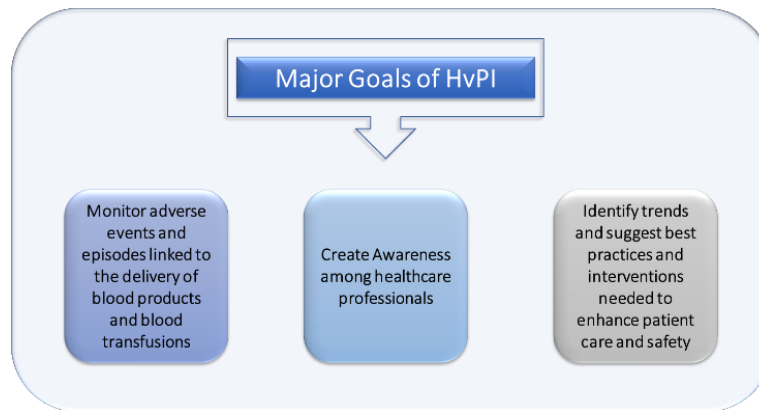 Major Goals of HvPI
Monitor adverse
events and
episodes linked to
the delivery of
blood products
and blood
transfusions
Create Awareness
among healthcare
professionals
Identify trends
and suggest best
practices and
interventions
needed to
enhance patient
care and safety